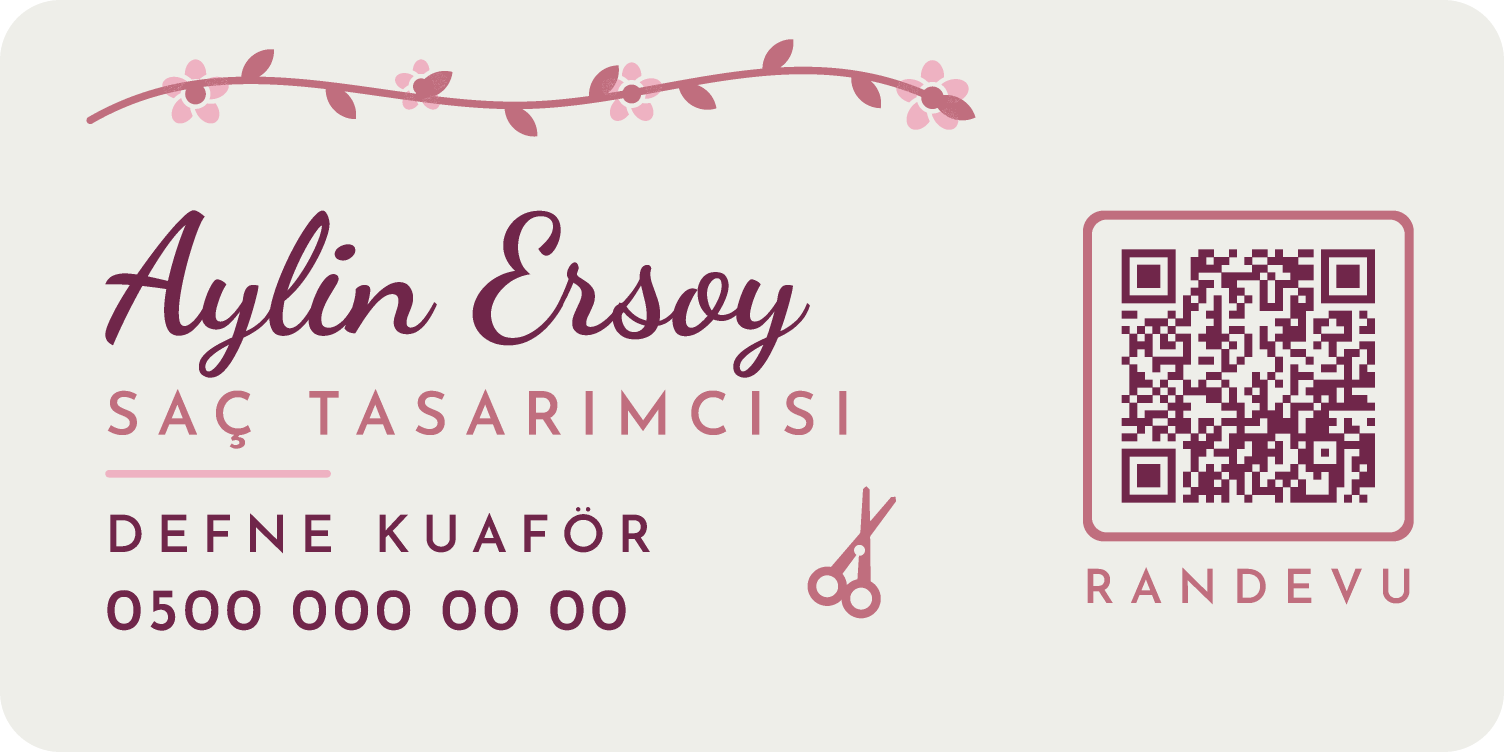 Aylin Ersoy
SAÇ TASARIMCISI
DEFNE KUAFÖR
0500 000 00 00
RANDEVU